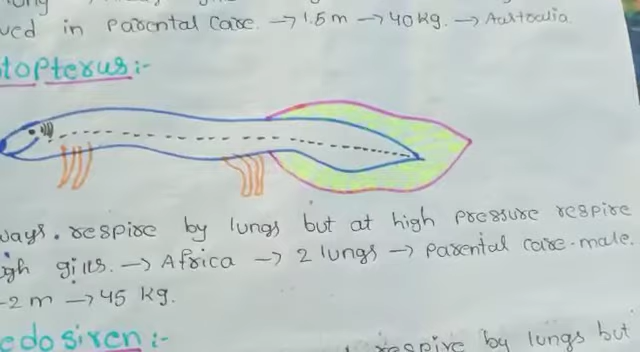 ved in parental care. → 1.5 m → 40 kg. → Australia
topterus:-
ways. respire by lungs but at high pressure respire
gh gills. → Africa → 2 lungs → parental care-male.
-2 m → 45 kg.
edosiren:-
respire by lungs but